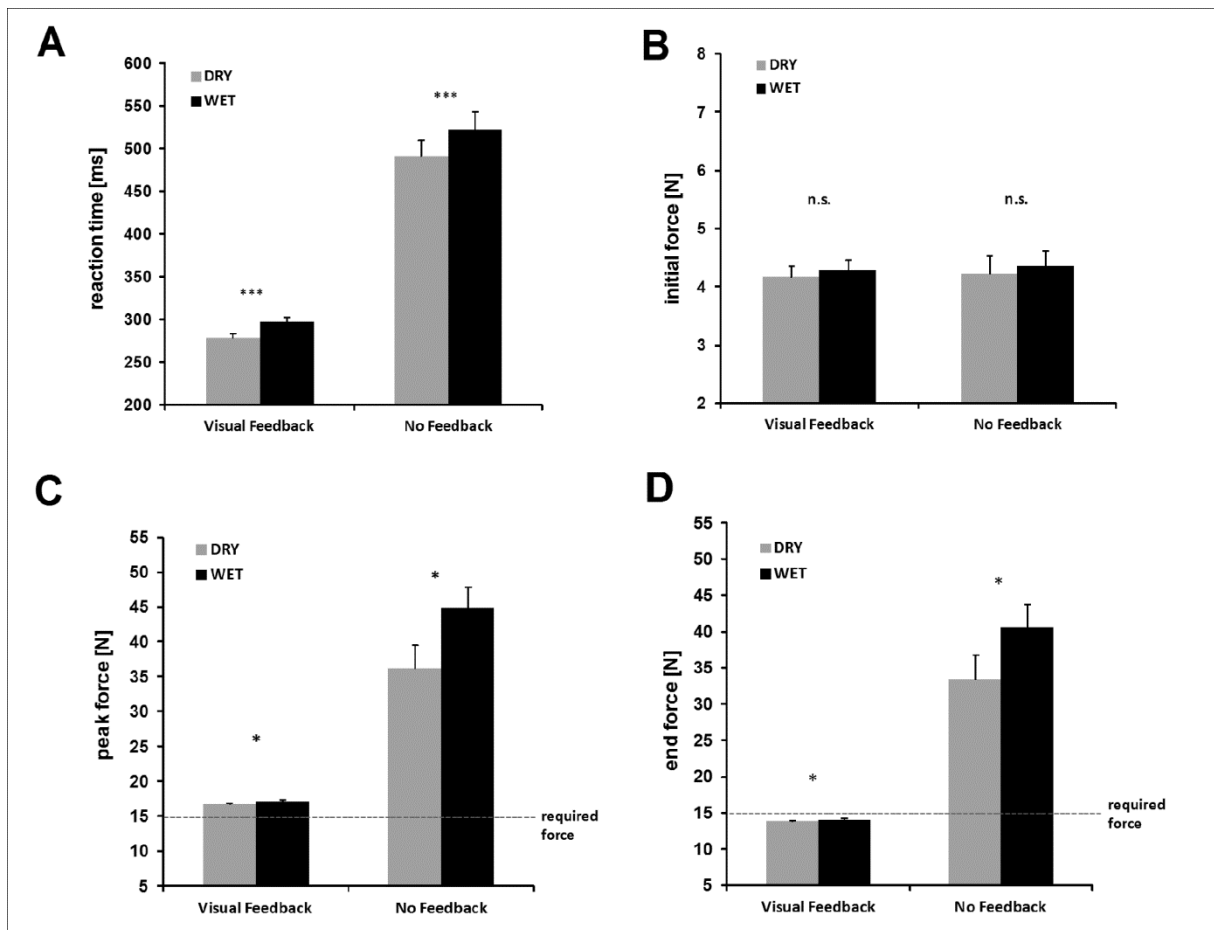 A
600
550
500
450
400
350
300
250
200
reaction time [ms]
DRY
WET
***
***
Visual Feedback
No Feedback
B
8
7
6
5
4
3
2
initial force [N]
DRY
WET
n.s.
n.s.
Visual Feedback
No Feedback
C
55
50
45
40
35
30
25
20
15
10
5
peak force [N]
DRY
WET
*
*
required
force
Visual Feedback
No Feedback
D
55
50
45
40
35
30
25
20
15
10
5
end force [N]
DRY
WET
*
*
required
force
Visual Feedback
No Feedback